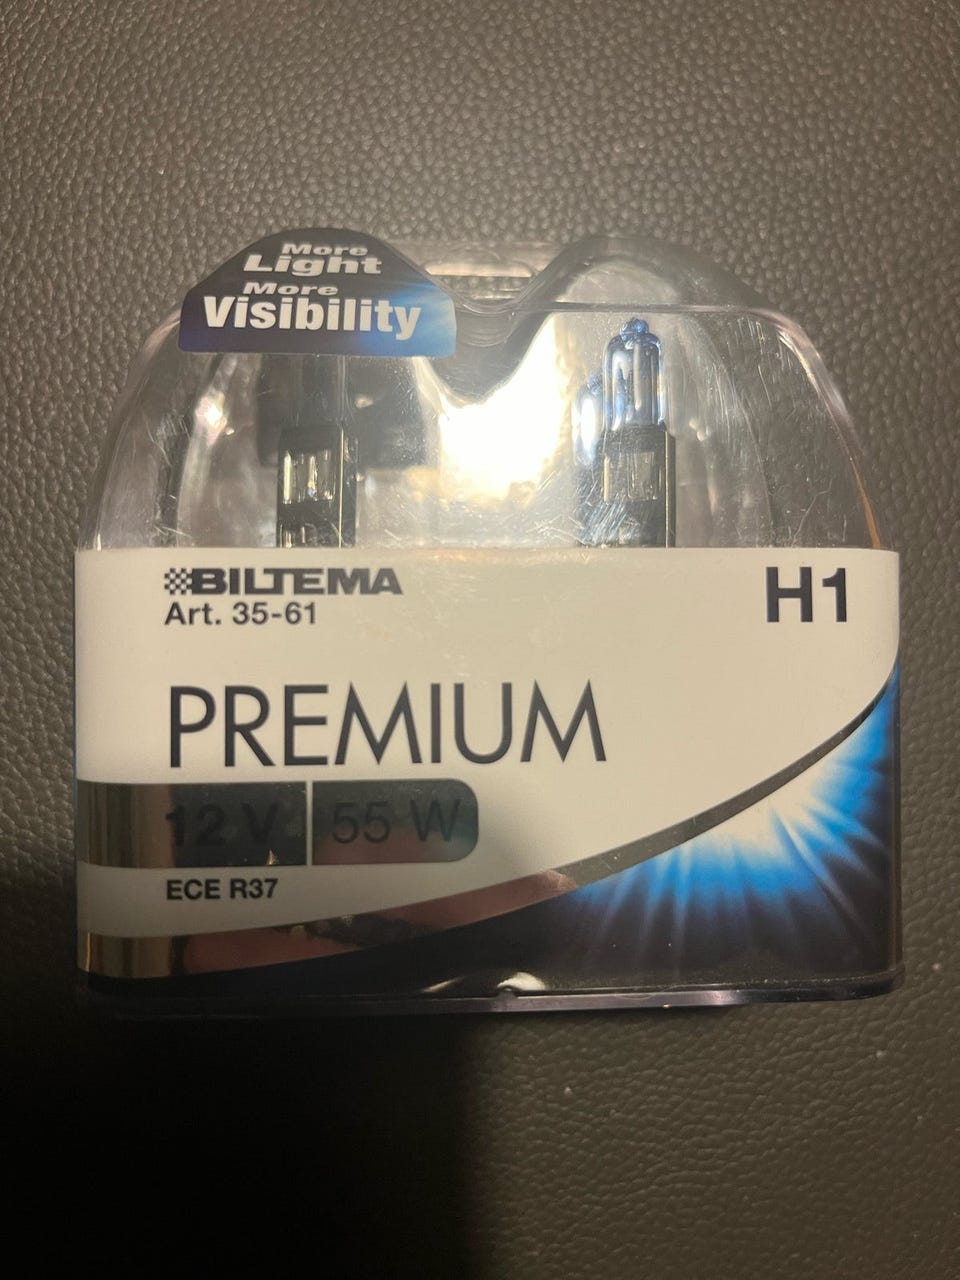 More
Light
More
Visibility
BILTEMA
Art. 35-61
H1
PREMIUM
12 V 55 W
ECE R37